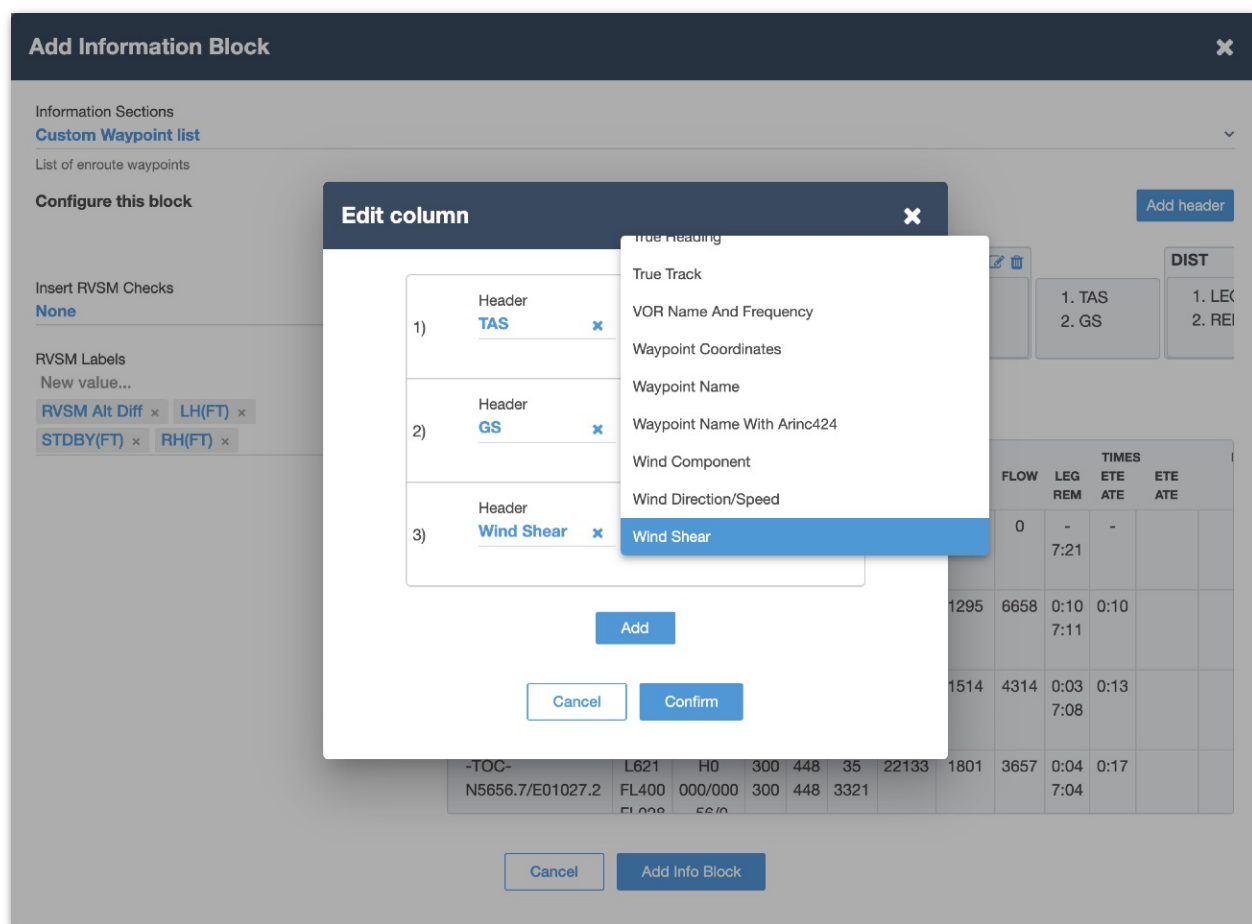 Add Information Block
Information Sections
Custom Waypoint list
List of enroute waypoints
Configure this block
Add header
Insert RVSM Checks
None
RVSM Labels
New value...
RVSM Alt Diff × LH(FT) ×
STDBY(FT) × RH(FT) ×
Edit column
1)
Header
TAS
2)
Header
GS
3)
Header
Wind Shear
True Heading
True Track
VOR Name And Frequency
Waypoint Coordinates
Waypoint Name
Waypoint Name With Arinc424
Wind Component
Wind Direction/Speed
Wind Shear
Add
Cancel Confirm
1. TAS
2. GS
DIST
1. LEG
2. REM
TIMES
FLOW LEG ETE ETE
REM ATE ATE
0 - -
7:21
1295 6658 0:10 0:10
7:11
1514 4314 0:03 0:13
7:08
-TOC- L621 H0 300 448 35 22133 1801 3657 0:04 0:17
N5656.7/E01027.2 FL400 000/000 300 448 3321 7:04
Cancel Add Info Block